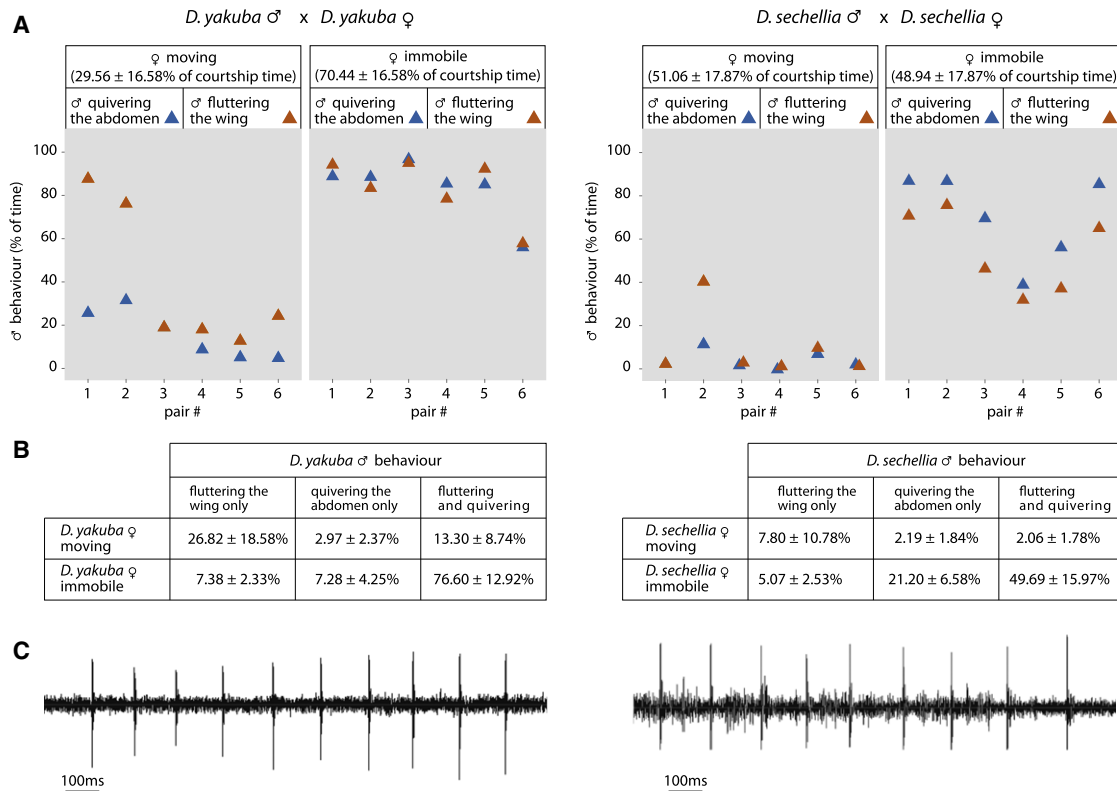 A
D. yakuba ♂ x D. yakuba ♀
♀ moving
(29.56 ± 16.58% of courtship time)
♀ immobile
(70.44 ± 16.58% of courtship time)
♂ quivering
the abdomen
♂ fluttering
the wing
♂ quivering
the abdomen
♂ fluttering
the wing
♂ behaviour (% of time)
100
80
60
40
20
0
1 2 3 4 5 6
pair #
1 2 3 4 5 6
pair #
D. sechellia ♂ x D. sechellia ♀
♀ moving
(51.06 ± 17.87% of courtship time)
♀ immobile
(48.94 ± 17.87% of courtship time)
♂ quivering
the abdomen
♂ fluttering
the wing
♂ quivering
the abdomen
♂ fluttering
the wing
♂ behaviour (% of time)
100
80
60
40
20
0
1 2 3 4 5 6
pair #
1 2 3 4 5 6
pair #
B
D. yakuba ♂ behaviour
fluttering the
wing only
quivering the
abdomen only
fluttering
and quivering
D. yakuba ♀
moving
26.82 ± 18.58%
2.97 ± 2.37%
13.30 ± 8.74%
D. yakuba ♀
immobile
7.38 ± 2.33%
7.28 ± 4.25%
76.60 ± 12.92%
D. sechellia ♂ behaviour
fluttering the
wing only
quivering the
abdomen only
fluttering
and quivering
D. sechellia ♀
moving
7.80 ± 10.78%
2.19 ± 1.84%
2.06 ± 1.78%
D. sechellia ♀
immobile
5.07 ± 2.53%
21.20 ± 6.58%
49.69 ± 15.97%
C
100ms
100ms